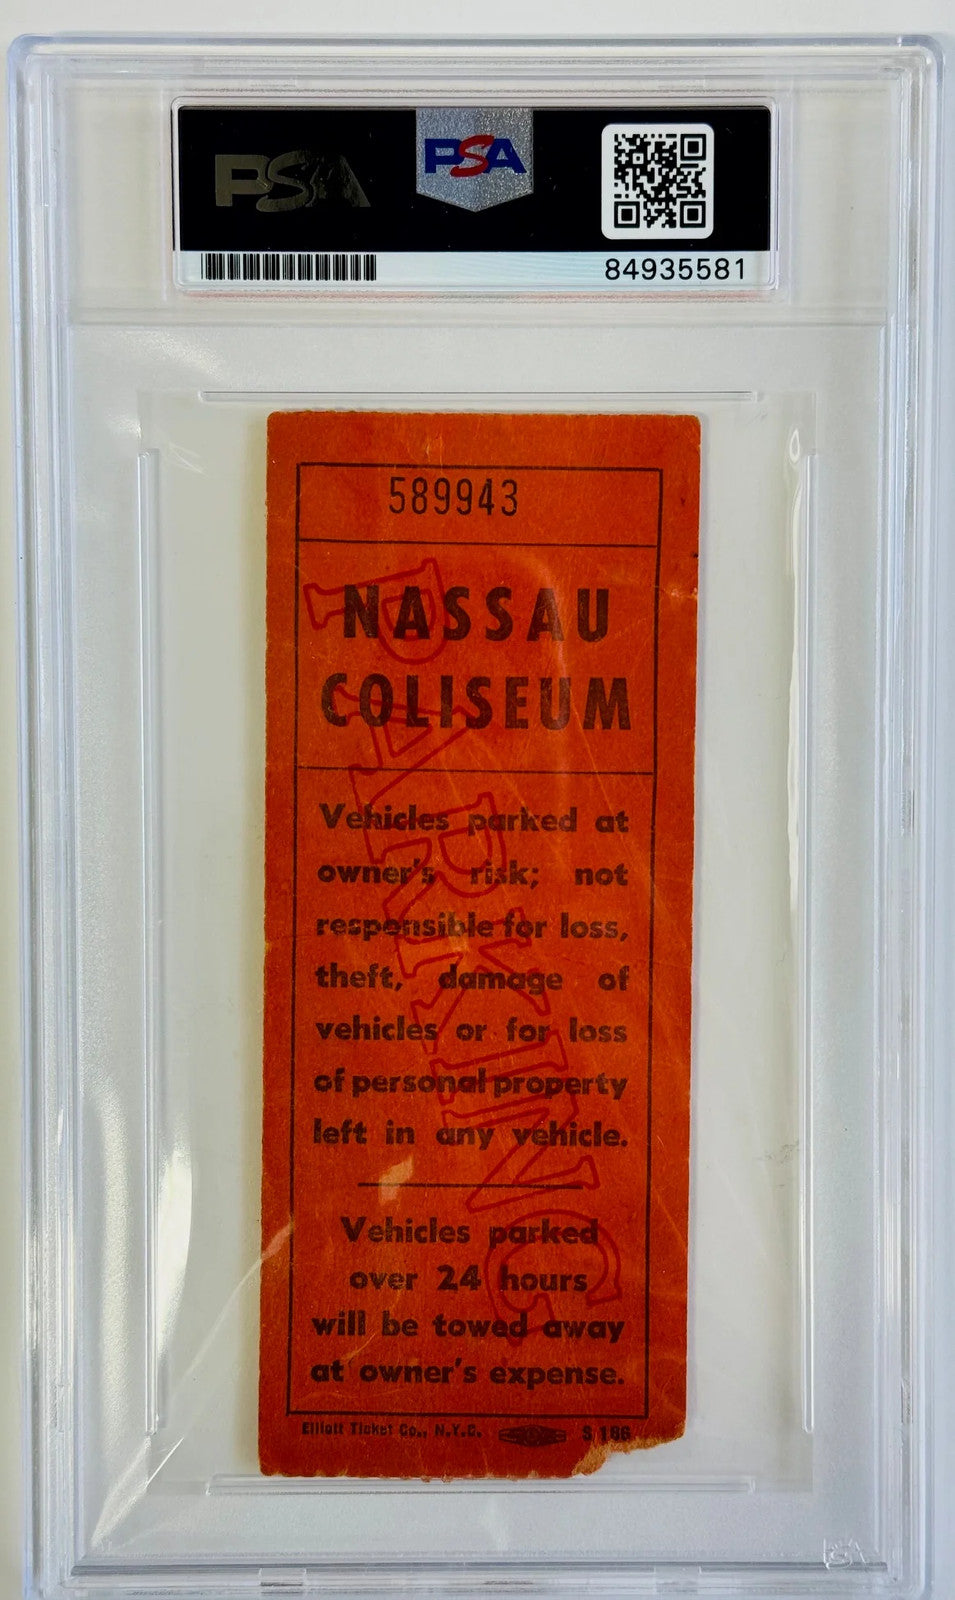 PSA
PSA
84935581
589943
NASSAU
COLISEUM
PARKING
Vehicles parked at
owner's risk; not
responsible for loss,
theft, damage of
vehicles or for loss
of personal property
left in any vehicle.
Vehicles parked
over 24 hours
will be towed away
at owner's expense.
Elliott Ticket Co., N.Y.C.
S 166
PSA